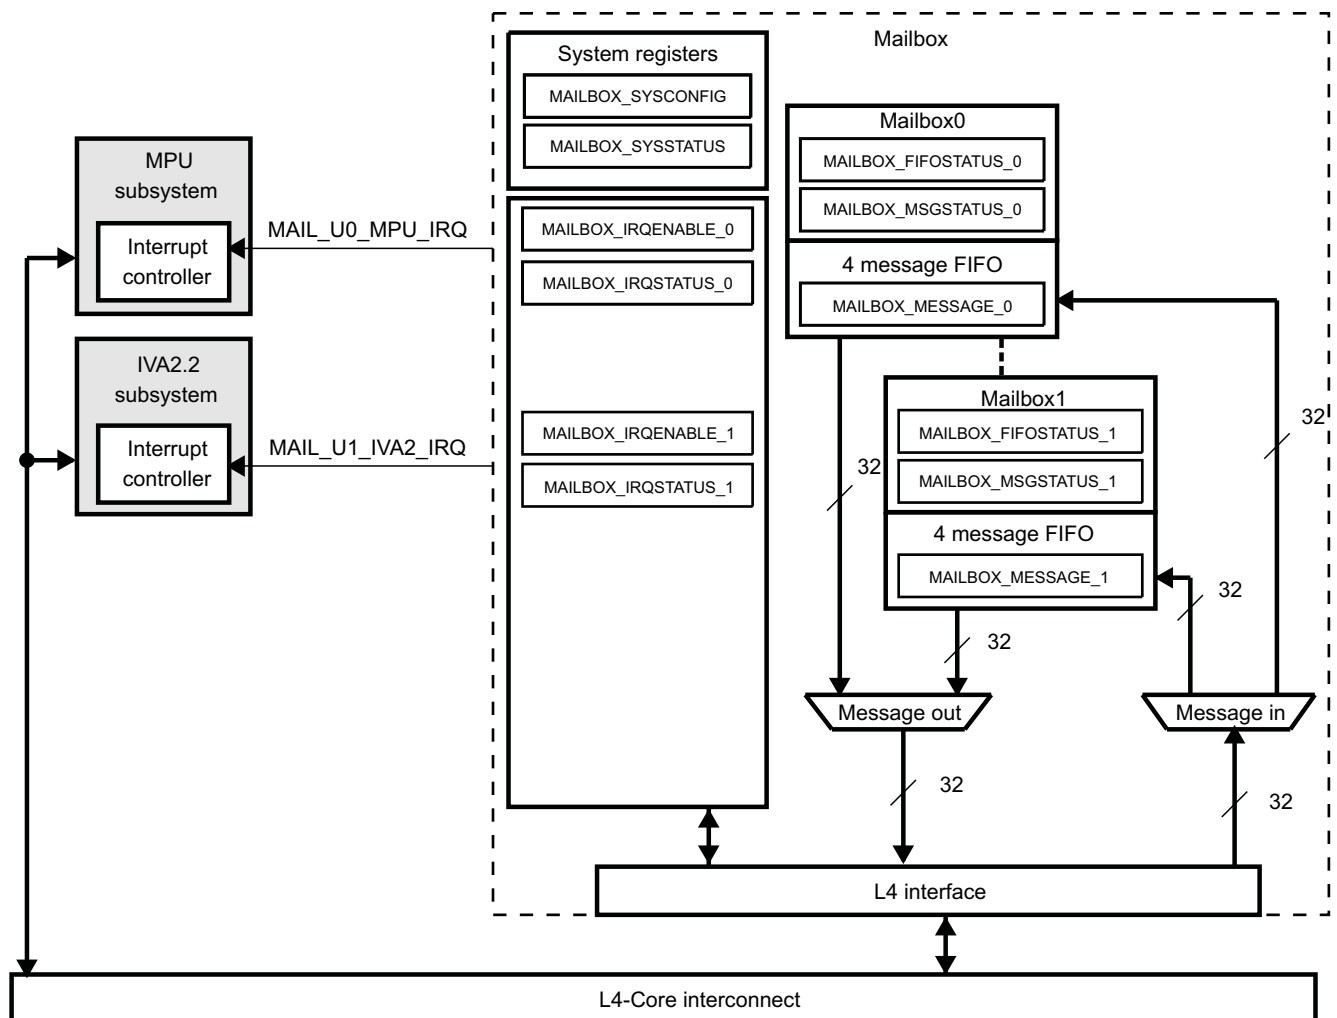 Mailbox
System registers
MAILBOX_SYSCONFIG
MAILBOX_SYSSTATUS
MAILBOX_IRQENABLE_0
MAILBOX_IRQSTATUS_0
MAILBOX_IRQENABLE_1
MAILBOX_IRQSTATUS_1
MPU
subsystem
Interrupt
controller
MAIL_U0_MPU_IRQ
IVA2.2
subsystem
Interrupt
controller
MAIL_U1_IVA2_IRQ
Mailbox0
MAILBOX_FIFOSTATUS_0
MAILBOX_MSGSTATUS_0
4 message FIFO
MAILBOX_MESSAGE_0
Mailbox1
MAILBOX_FIFOSTATUS_1
MAILBOX_MSGSTATUS_1
4 message FIFO
MAILBOX_MESSAGE_1
32
32
32
32
Message out
Message in
32
32
L4 interface
L4-Core interconnect